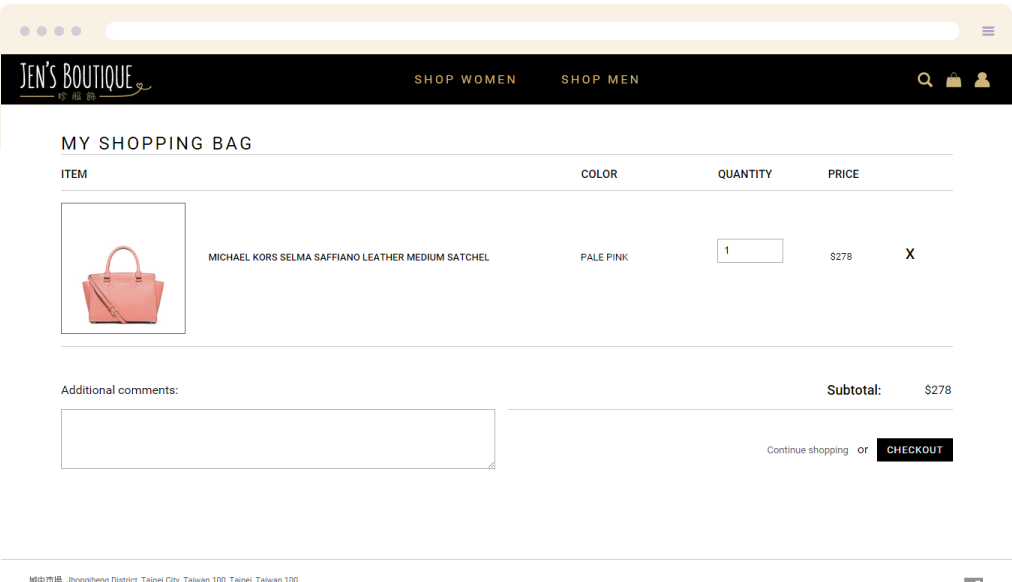 JEN'S BOUTIQUE
珍服飾
SHOP WOMEN SHOP MEN
MY SHOPPING BAG
ITEM COLOR QUANTITY PRICE
MICHAEL KORS SELMA SAFFIANO LEATHER MEDIUM SATCHEL PALE PINK 1 $278 X
Additional comments: Subtotal: $278
Continue shopping or CHECKOUT
District, Taipei City, Taiwan 100, Taipei, Taiwan 100